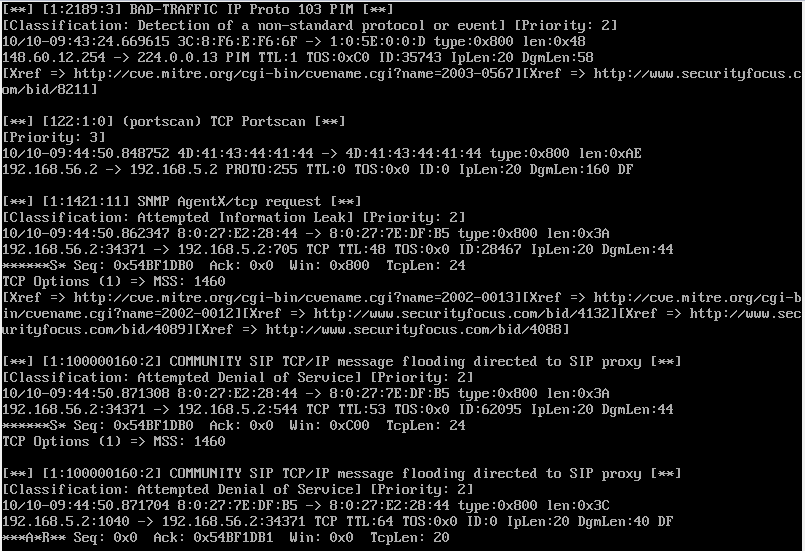 [**] [1:2189:3] BAD-TRAFFIC IP Proto 103 PIM [**]
[Classification: Detection of a non-standard protocol or event] [Priority: 2]
10/10-09:43:24.669615 3C:8:F6:E:F6:6F -> 1:0:5E:0:0:D type:0x800 len:0x48
148.60.12.254 -> 224.0.0.13 PIM TTL:1 TOS:0xC0 ID:35743 IpLen:20 DgmLen:58
[Xref => http://cve.mitre.org/cgi-bin/cvename.cgi?name=2003-0567][Xref => http://www.securityfocus.c
om/bid/8211]

[**] [122:1:0] (portscan) TCP Portscan [**]
[Priority: 3]
10/10-09:44:50.848752 4D:41:43:44:41:44 -> 4D:41:43:44:41:44 type:0x800 len:0xAE
192.168.56.2 -> 192.168.5.2 PROTO:255 TTL:0 TOS:0x0 ID:0 IpLen:20 DgmLen:160 DF

[**] [1:1421:11] SNMP AgentX/tcp request [**]
[Classification: Attempted Information Leak] [Priority: 2]
10/10-09:44:50.862347 8:0:27:E2:28:44 -> 8:0:27:7E:DF:B5 type:0x800 len:0x3A
192.168.56.2:34371 -> 192.168.5.2:705 TCP TTL:48 TOS:0x0 ID:28467 IpLen:20 DgmLen:44
******S* Seq: 0x54BF1DB0  Ack: 0x0  Win: 0x800  TcpLen: 24
TCP Options (1) => MSS: 1460
[Xref => http://cve.mitre.org/cgi-bin/cvename.cgi?name=2002-0013][Xref => http://cve.mitre.org/cgi-b
in/cvename.cgi?name=2002-0012][Xref => http://www.securityfocus.com/bid/4132][Xref => http://www.sec
urityfocus.com/bid/4089][Xref => http://www.securityfocus.com/bid/4088]

[**] [1:100000160:2] COMMUNITY SIP TCP/IP message flooding directed to SIP proxy [**]
[Classification: Attempted Denial of Service] [Priority: 2]
10/10-09:44:50.871308 8:0:27:E2:28:44 -> 8:0:27:7E:DF:B5 type:0x800 len:0x3A
192.168.56.2:34371 -> 192.168.5.2:544 TCP TTL:53 TOS:0x0 ID:62095 IpLen:20 DgmLen:44
******S* Seq: 0x54BF1DB0  Ack: 0x0  Win: 0xC00  TcpLen: 24
TCP Options (1) => MSS: 1460

[**] [1:100000160:2] COMMUNITY SIP TCP/IP message flooding directed to SIP proxy [**]
[Classification: Attempted Denial of Service] [Priority: 2]
10/10-09:44:50.871704 8:0:27:7E:DF:B5 -> 8:0:27:E2:28:44 type:0x800 len:0x3C
192.168.5.2:1040 -> 192.168.56.2:34371 TCP TTL:64 TOS:0x0 ID:0 IpLen:20 DgmLen:40 DF
***A*R** Seq: 0x0  Ack: 0x54BF1DB1  Win: 0x0  TcpLen: 20